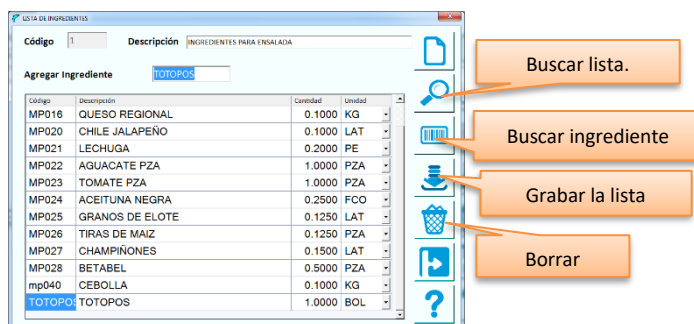 LISTA DE INGREDIENTES
Código 1 Descripción INGREDIENTES PARA ENSALADA
Agregar Ingrediente TOTOPOS
Código Descripción Cantidad Unidad
MP016 QUESO REGIONAL 0.1000 KG
MP020 CHILE JALAPEÑO 0.1000 LAT
MP021 LECHUGA 0.2000 PE
MP022 AGUACATE PZA 1.0000 PZA
MP023 TOMATE PZA 1.0000 PZA
MP024 ACEITUNA NEGRA 0.2500 FCO
MP025 GRANOS DE ELOTE 0.1250 LAT
MP026 TIRAS DE MAIZ 0.1250 PZA
MP027 CHAMPIÑONES 0.1500 LAT
MP028 BETABEL 0.5000 PZA
mp040 CEBOLLA 0.1000 KG
TOTOPOS TOTOPOS 1.0000 BOL
?
Buscar lista.
Buscar ingrediente
Grabar la lista
Borrar